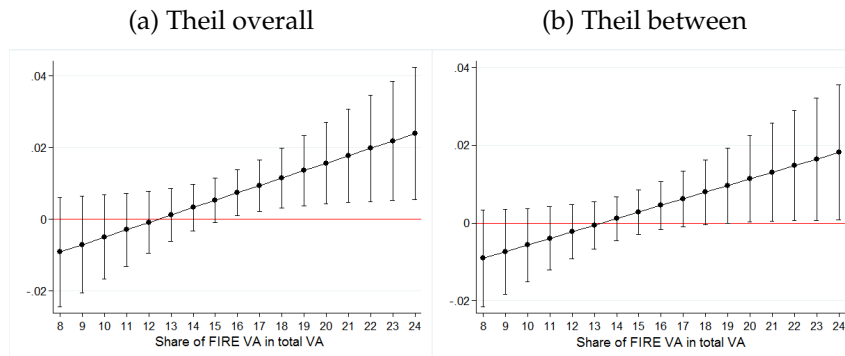 (a) Theil overall
(b) Theil between
.04
.02
0
-.02
8 9 10 11 12 13 14 15 16 17 18 19 20 21 22 23 24
Share of FIRE VA in total VA
.04
.02
0
-.02
8 9 10 11 12 13 14 15 16 17 18 19 20 21 22 23 24
Share of FIRE VA in total VA